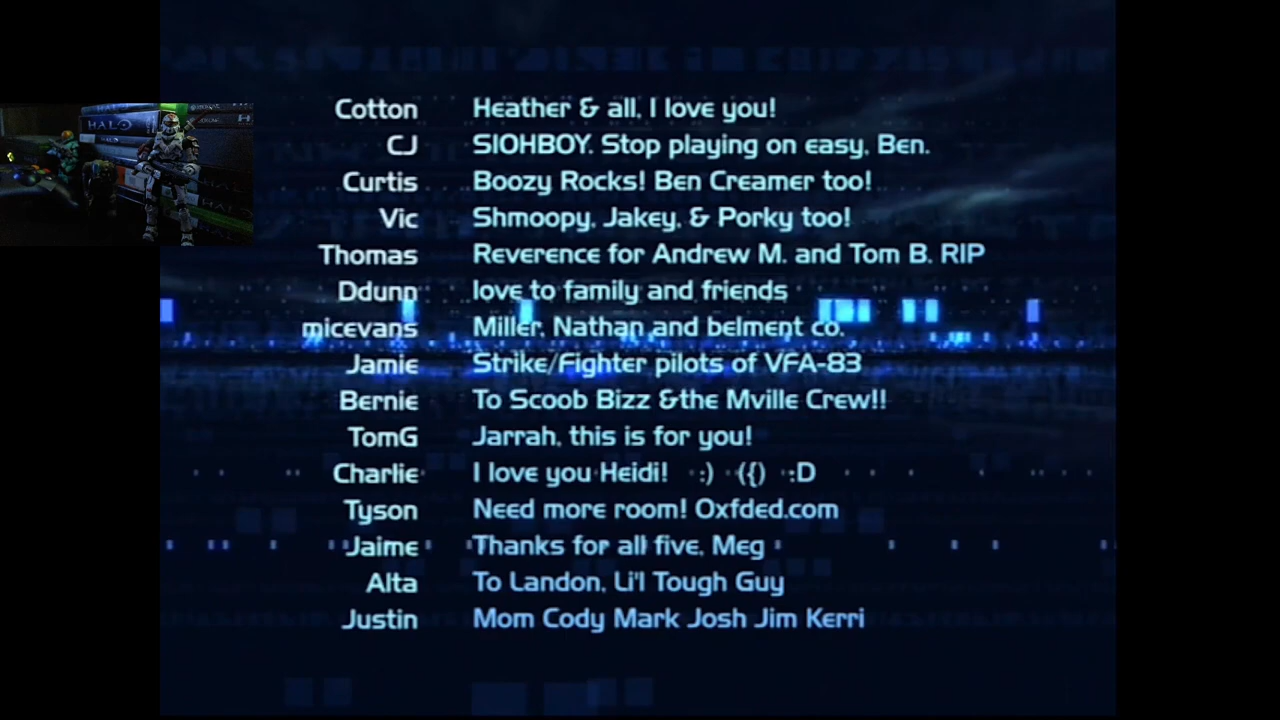 HALO
Cotton Heather & all, I love you!
CJ SIOHBOY. Stop playing on easy, Ben.
Curtis Boozy Rocks! Ben Creamer too!
Vic Shmoopy, Jakey, & Porky too!
Thomas Reverence for Andrew M. and Tom B. RIP
Ddunn love to family and friends
micevans Miller, Nathan and belment co.
Jamie Strike/Fighter pilots of VFA-83
Bernie To Scoob Bizz &the Mville Crew!!
TomG Jarrah, this is for you!
Charlie I love you Heidi! :) ({) :D
Tyson Need more room! Oxfded.com
Jaime Thanks for all five, Meg
Alta To Landon, Li'l Tough Guy
Justin Mom Cody Mark Josh Jim Kerri